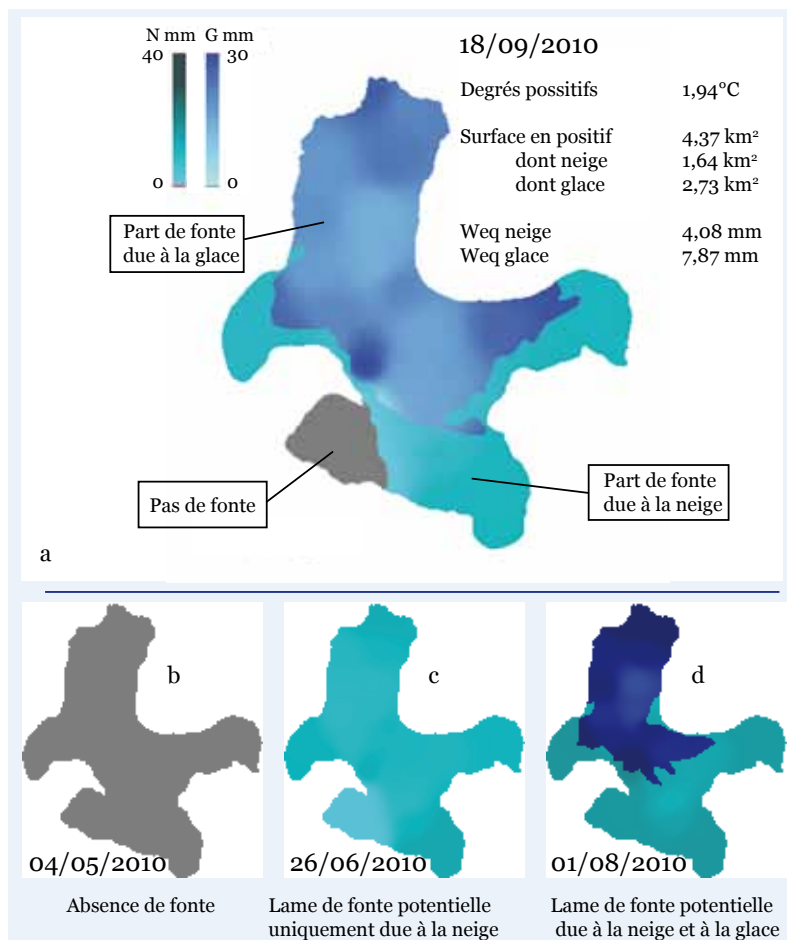 N mm G mm
40 30
0 0
18/09/2010
Degrés possitifs 1,94°C
Surface en positif 4,37 km²
dont neige 1,64 km²
dont glace 2,73 km²
Weq neige 4,08 mm
Weq glace 7,87 mm
Part de fonte
due à la glace
Pas de fonte
Part de fonte
due à la neige
a
b
04/05/2010
Absence de fonte
c
26/06/2010
Lame de fonte potentielle
uniquement due à la neige
d
01/08/2010
Lame de fonte potentielle
due à la neige et à la glace